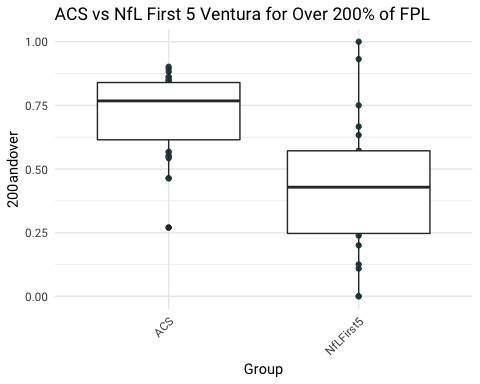 ACS vs NfL First 5 Ventura for Over 200% of FPL
1.00
0.75
0.50
0.25
0.00
200andover
ACS
NfLFirst5
Group